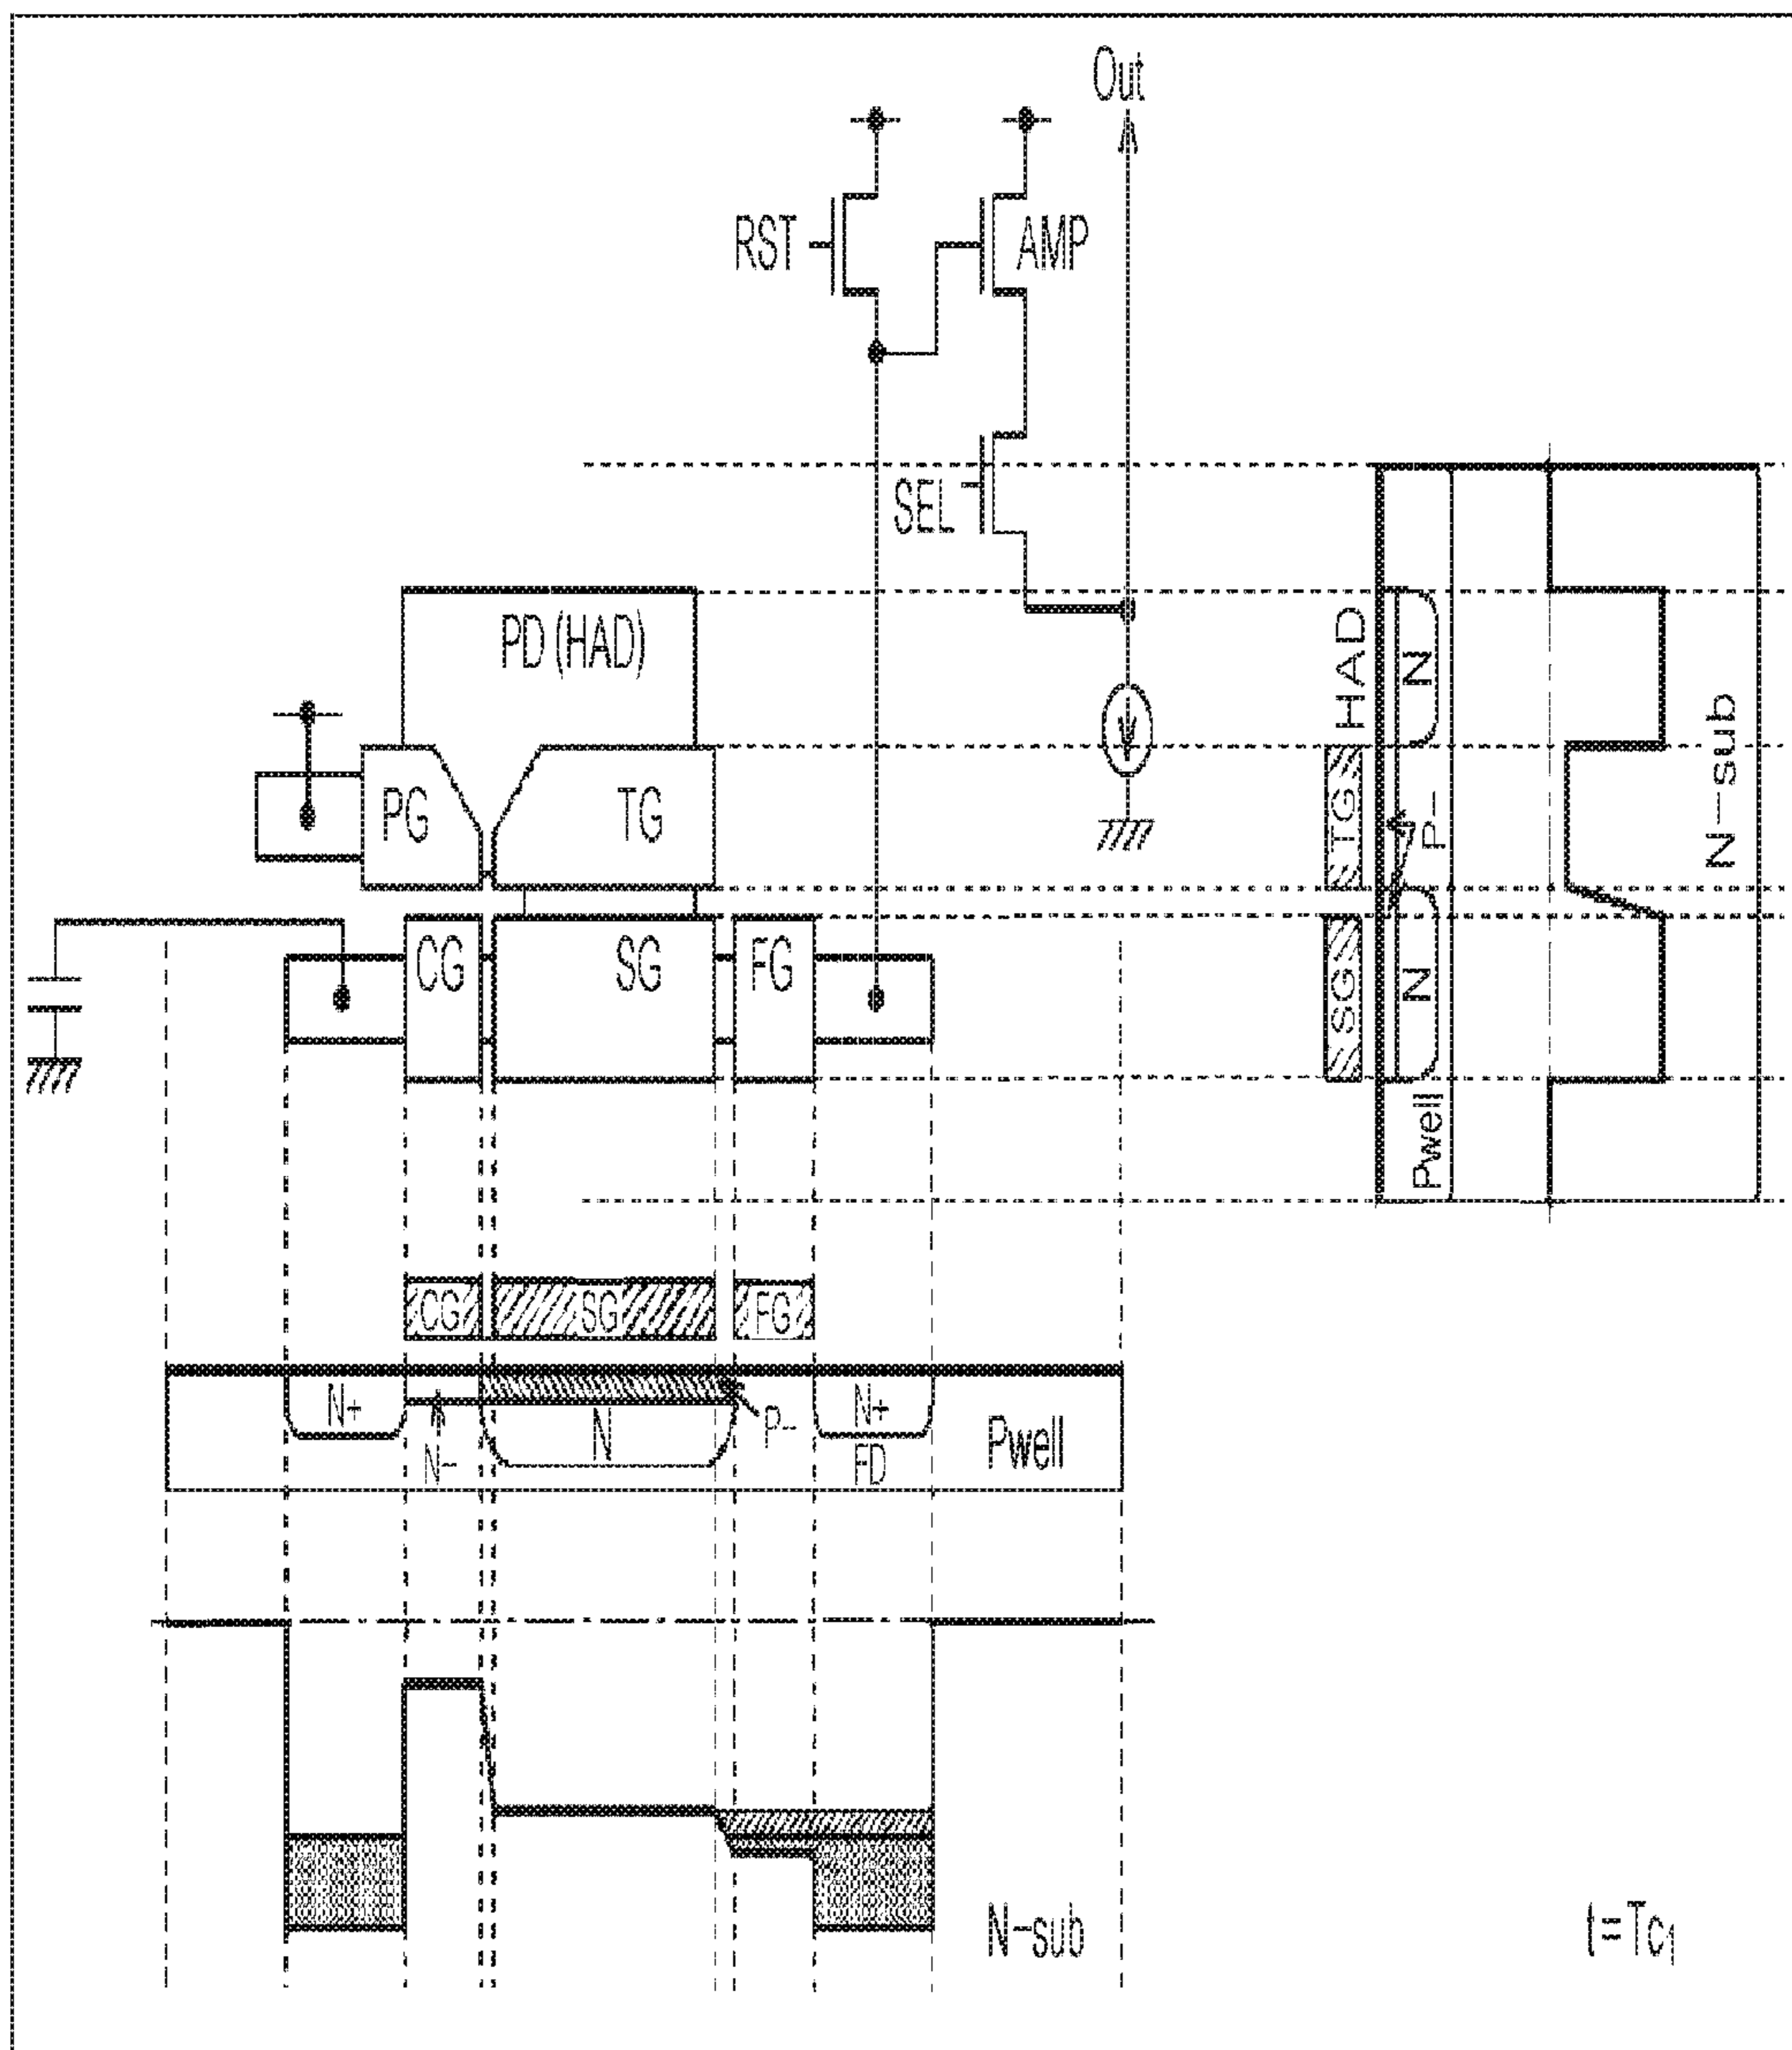 Out
RST
AMP
SEL
PD (HAD)
PG
TG
CG
SG
FG
HAD
TG
SG
N
N
P-
Pwell
N-sub
CG
SG
FG
N+
N-
N
P-
N+
FD
Pwell
N-sub
t=Tc1